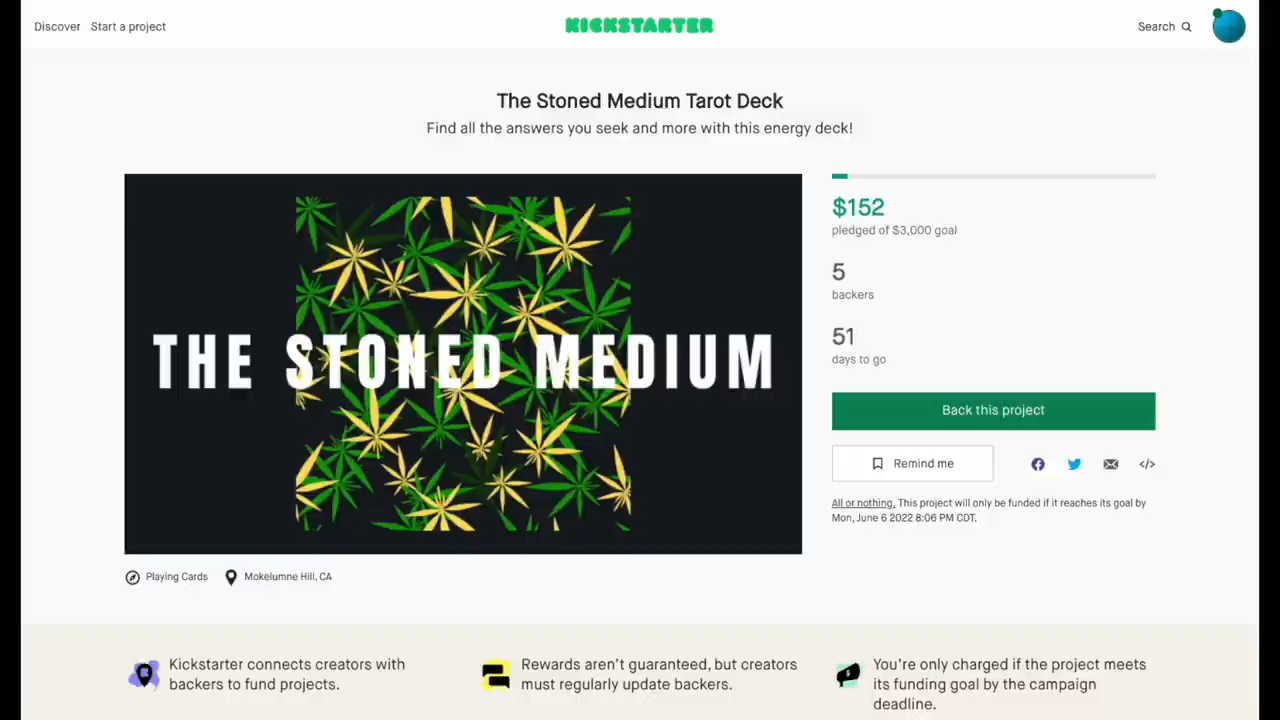 Discover Start a project KICKSTARTER Search
The Stoned Medium Tarot Deck
Find all the answers you seek and more with this energy deck!
THE STONED MEDIUM
$152
pledged of $3,000 goal
5
backers
51
days to go
Back this project
Remind me
All or nothing. This project will only be funded if it reaches its goal by
Mon, June 6 2022 8:06 PM CDT.
Playing Cards Mokelumne Hill, CA
Kickstarter connects creators with
backers to fund projects.
Rewards aren't guaranteed, but creators
must regularly update backers.
You're only charged if the project meets
its funding goal by the campaign
deadline.